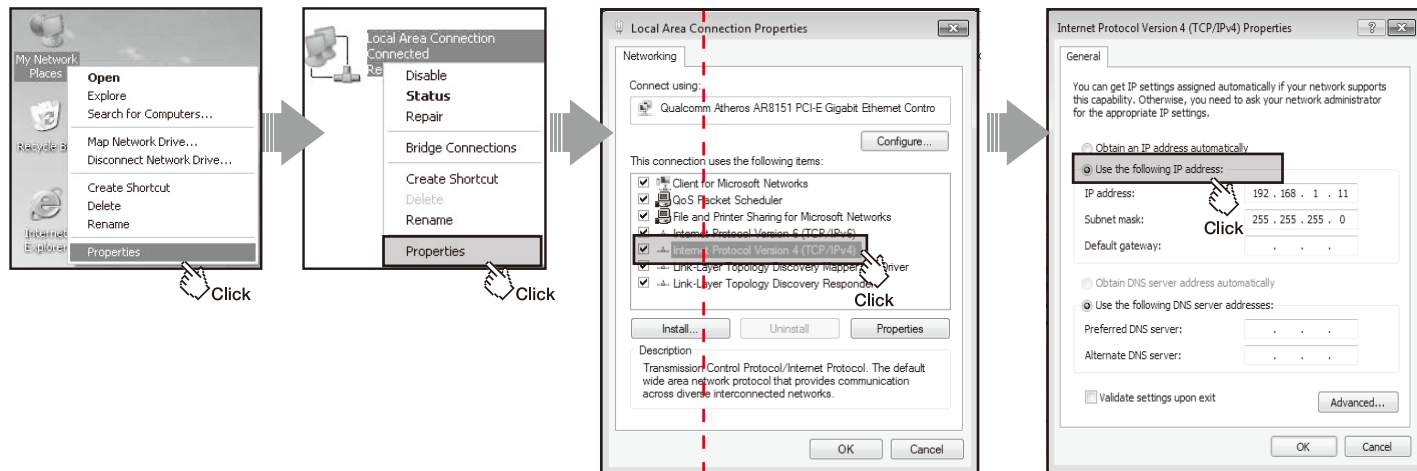 My Network
Places
Recycle B
Internet
Explorer
Open
Explore
Search for Computers...
Map Network Drive...
Disconnect Network Drive...
Create Shortcut
Delete
Rename
Properties
Click
Local Area Connection
Connected
Re
Disable
Status
Repair
Bridge Connections
Create Shortcut
Delete
Rename
Properties
Click
Local Area Connection Properties
Networking
Connect using:
Qualcomm Atheros AR8151 PCI-E Gigabit Ethernet Contro
Configure...
This connection uses the following items:
Client for Microsoft Networks
QoS Packet Scheduler
File and Printer Sharing for Microsoft Networks
Internet Protocol Version 6 (TCP/IPv6)
Internet Protocol Version 4 (TCP/IPv4)
Link-Layer Topology Discovery Mapper I/O Driver
Link-Layer Topology Discovery Responder
Click
Install...
Uninstall
Properties
Description
Transmission Control Protocol/Internet Protocol. The default
wide area network protocol that provides communication
across diverse interconnected networks.
OK
Cancel
Internet Protocol Version 4 (TCP/IPv4) Properties
General
You can get IP settings assigned automatically if your network supports
this capability. Otherwise, you need to ask your network administrator
for the appropriate IP settings.
Obtain an IP address automatically
Use the following IP address:
IP address: 192 . 168 . 1 . 11
Subnet mask: 255 . 255 . 255 . 0
Click
Default gateway: . . .
Obtain DNS server address automatically
Use the following DNS server addresses:
Preferred DNS server: . . .
Alternate DNS server: . . .
Validate settings upon exit
Advanced...
OK
Cancel